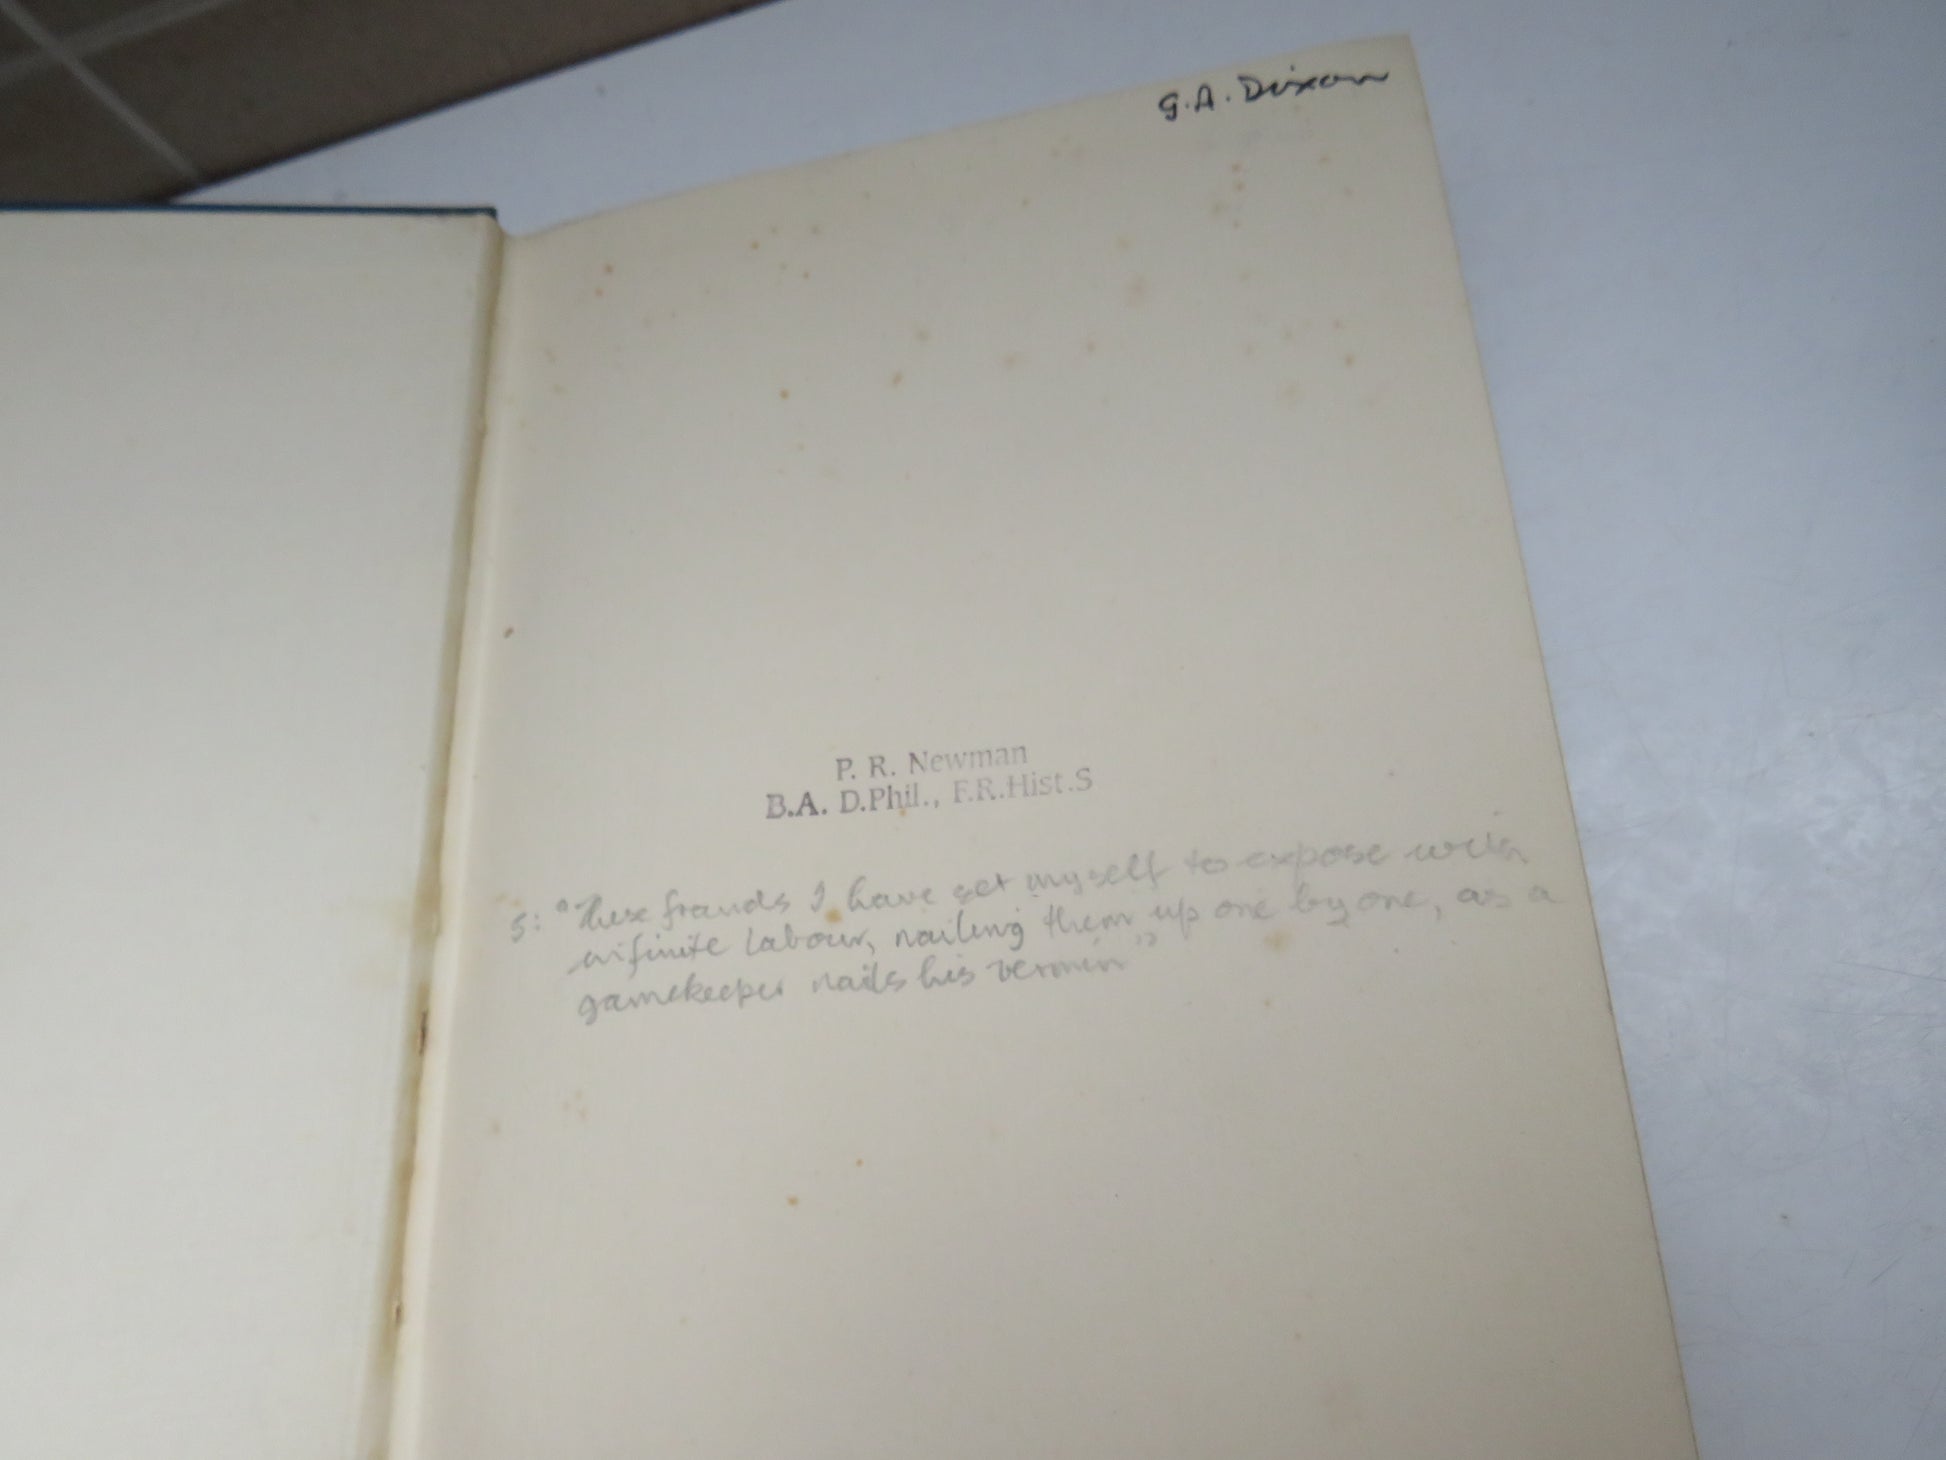 G.A. Dixon
P. R. Newman
B.A. D.Phil., F.R.Hist.S
5: "These frauds I have set myself to expose with
infinite labour, nailing them up one by one, as a
gamekeeper nails his vermin"